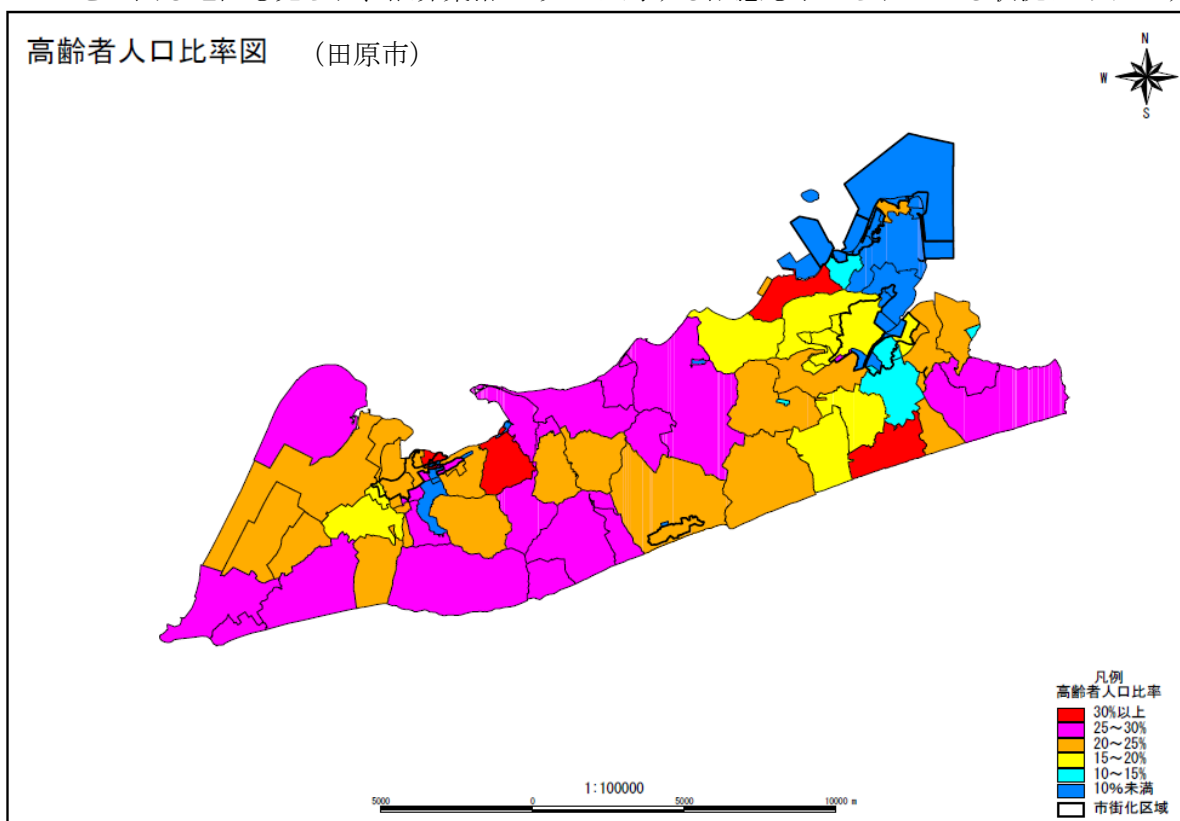 高齢者人口比率図 （田原市）
N
W
S
凡例
高齢者人口比率
30%以上
25～30%
20～25%
15～20%
10～15%
10%未満
市街化区域
1:100000
5000 0 5000 10000 m